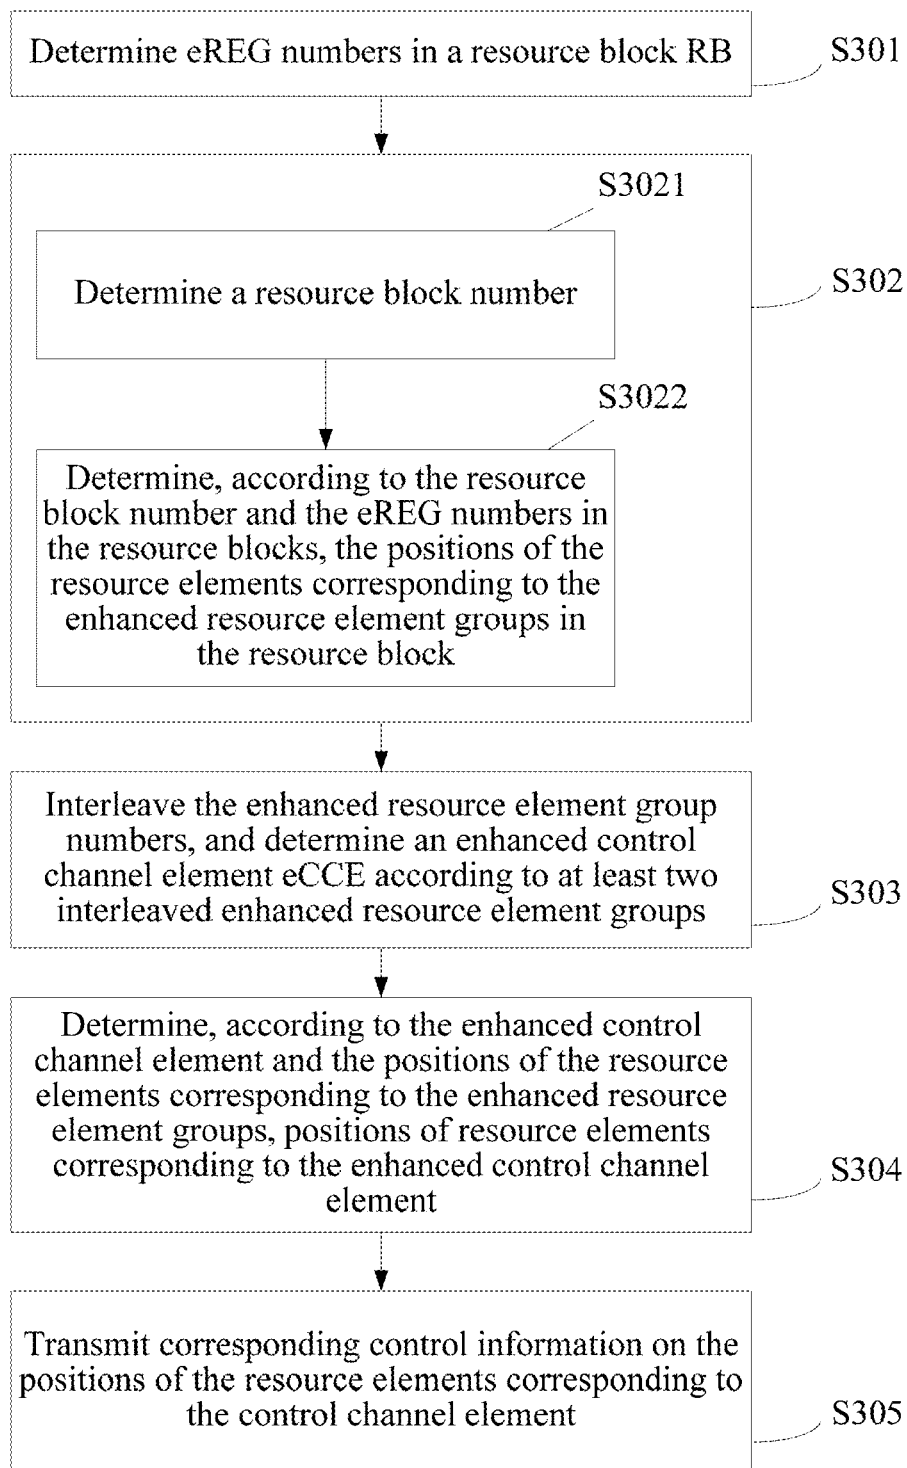 Determine eREG numbers in a resource block RB
S301
S3021
Determine a resource block number
S302
S3022
Determine, according to the resource
block number and the eREG numbers in
the resource blocks, the positions of the
resource elements corresponding to the
enhanced resource element groups in
the resource block
Interleave the enhanced resource element group
numbers, and determine an enhanced control
channel element eCCE according to at least two
interleaved enhanced resource element groups
S303
Determine, according to the enhanced control
channel element and the positions of the resource
elements corresponding to the enhanced resource
element groups, positions of resource elements
corresponding to the enhanced control channel
element
S304
Transmit corresponding control information on the
positions of the resource elements corresponding to
the control channel element
S305